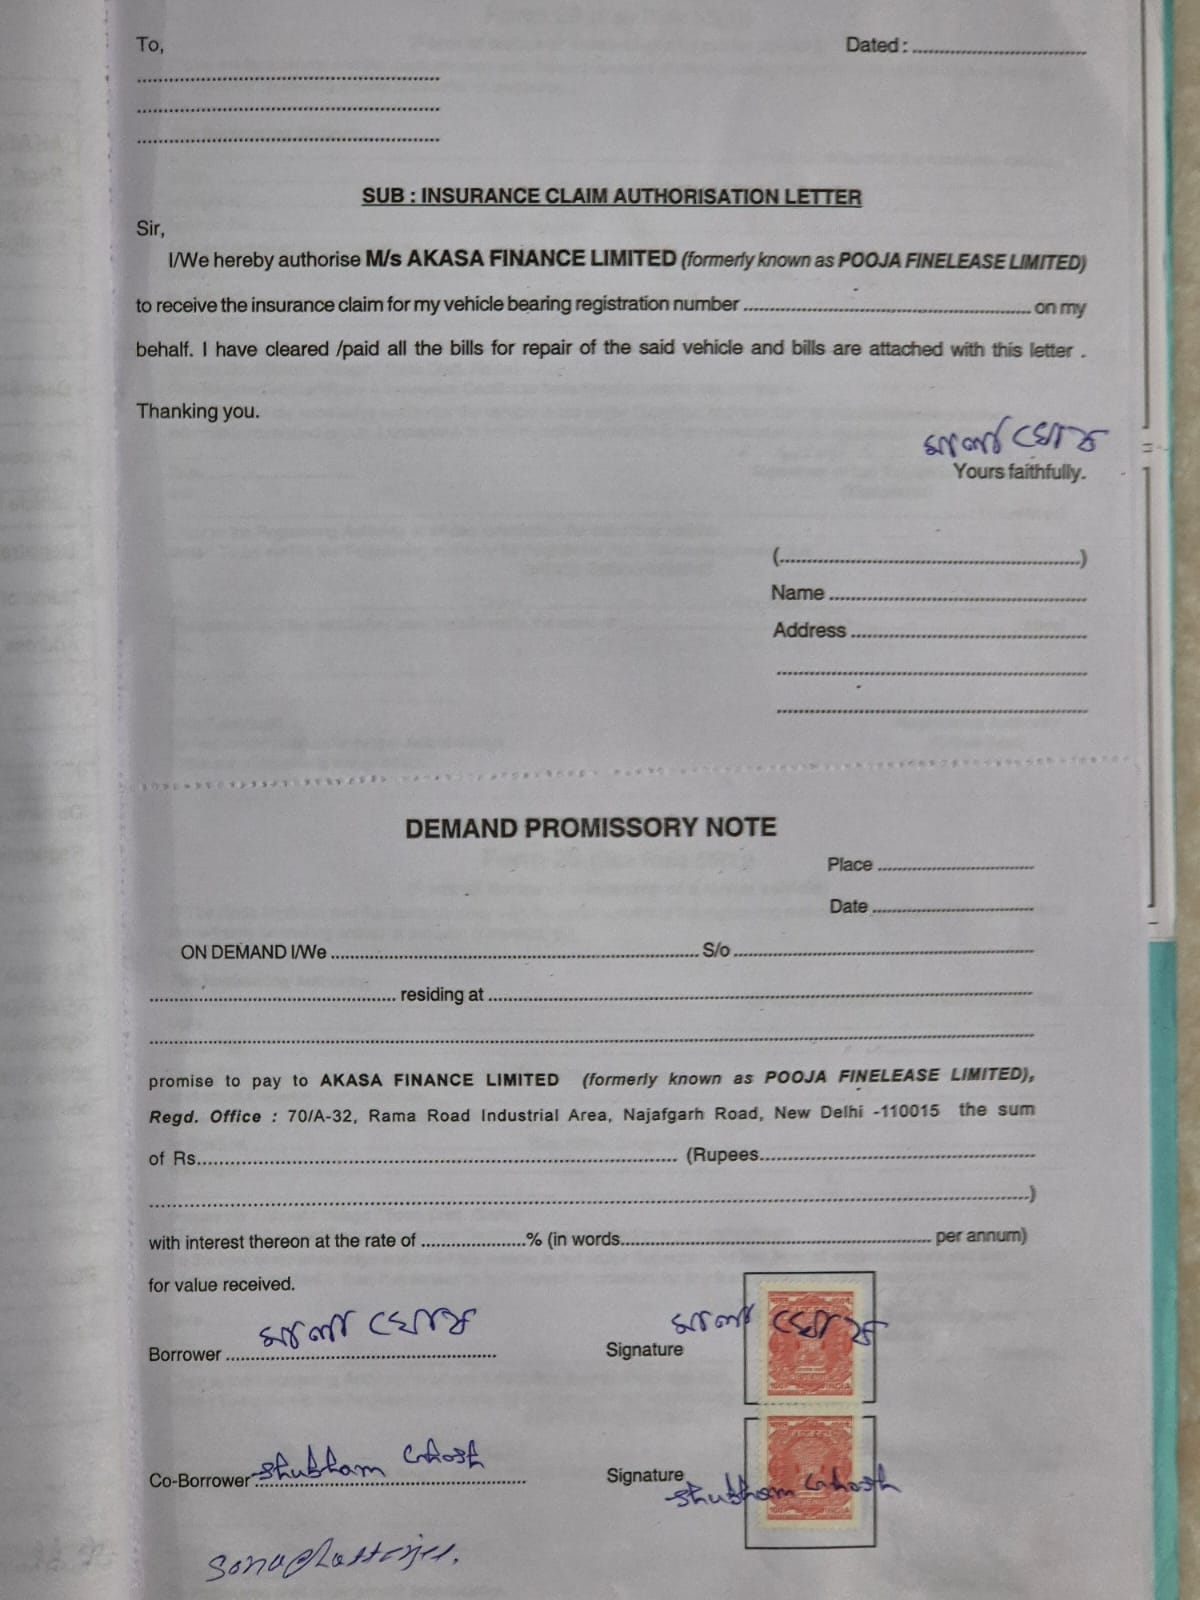 To,
Dated : ..............................
..............................
..............................
..............................
SUB : INSURANCE CLAIM AUTHORISATION LETTER
Sir,
I/We hereby authorise M/s AKASA FINANCE LIMITED (formerly known as POOJA FINELEASE LIMITED)
to receive the insurance claim for my vehicle bearing registration number .............................. on my
behalf. I have cleared /paid all the bills for repair of the said vehicle and bills are attached with this letter .
Thanking you.
মালা ঘোষ
Yours faithfully.
(..............................)
Name ..............................
Address ..............................
..............................
..............................
DEMAND PROMISSORY NOTE
Place ..............................
Date ..............................
ON DEMAND I/We .............................. S/o ..............................
.............................. residing at ..............................
..............................
promise to pay to AKASA FINANCE LIMITED (formerly known as POOJA FINELEASE LIMITED),
Regd. Office : 70/A-32, Rama Road Industrial Area, Najafgarh Road, New Delhi -110015 the sum
of Rs.............................. (Rupees..............................
..............................)
with interest thereon at the rate of ....................% (in words.............................. per annum)
for value received.
Borrower মালা ঘোষ Signature মালা ঘোষ
REVENUE
INDIA
Co-Borrower Shubham Ghosh Signature Shubham Ghosh
REVENUE
INDIA